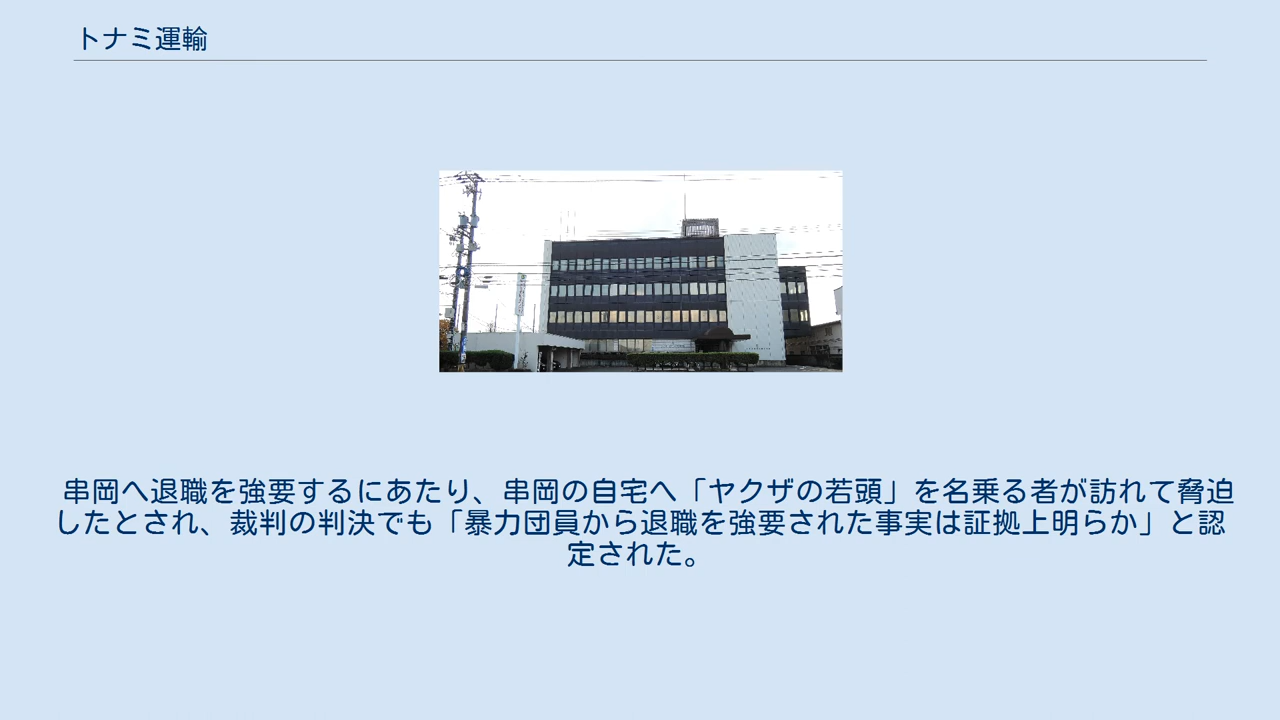 トナミ運輸
串岡へ退職を強要するにあたり、串岡の自宅へ「ヤクザの若頭」を名乗る者が訪れて脅迫
したとされ、裁判の判決でも「暴力団員から退職を強要された事実は証拠上明らか」と認
定された。